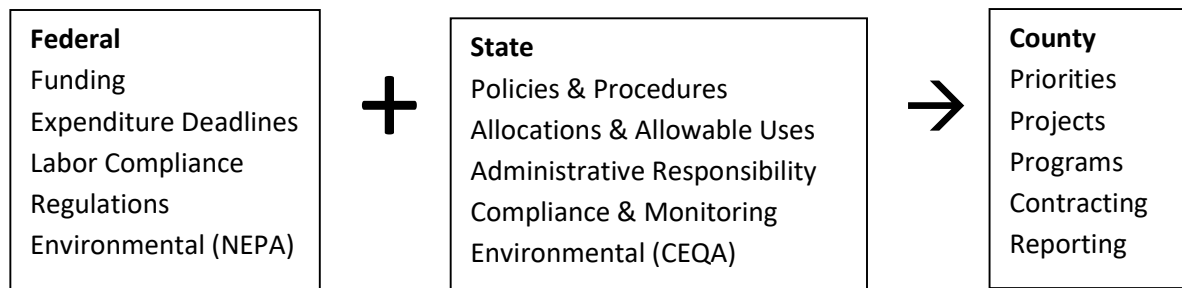 Federal
Funding
Expenditure Deadlines
Labor Compliance
Regulations
Environmental (NEPA)
+
State
Policies & Procedures
Allocations & Allowable Uses
Administrative Responsibility
Compliance & Monitoring
Environmental (CEQA)
→
County
Priorities
Projects
Programs
Contracting
Reporting